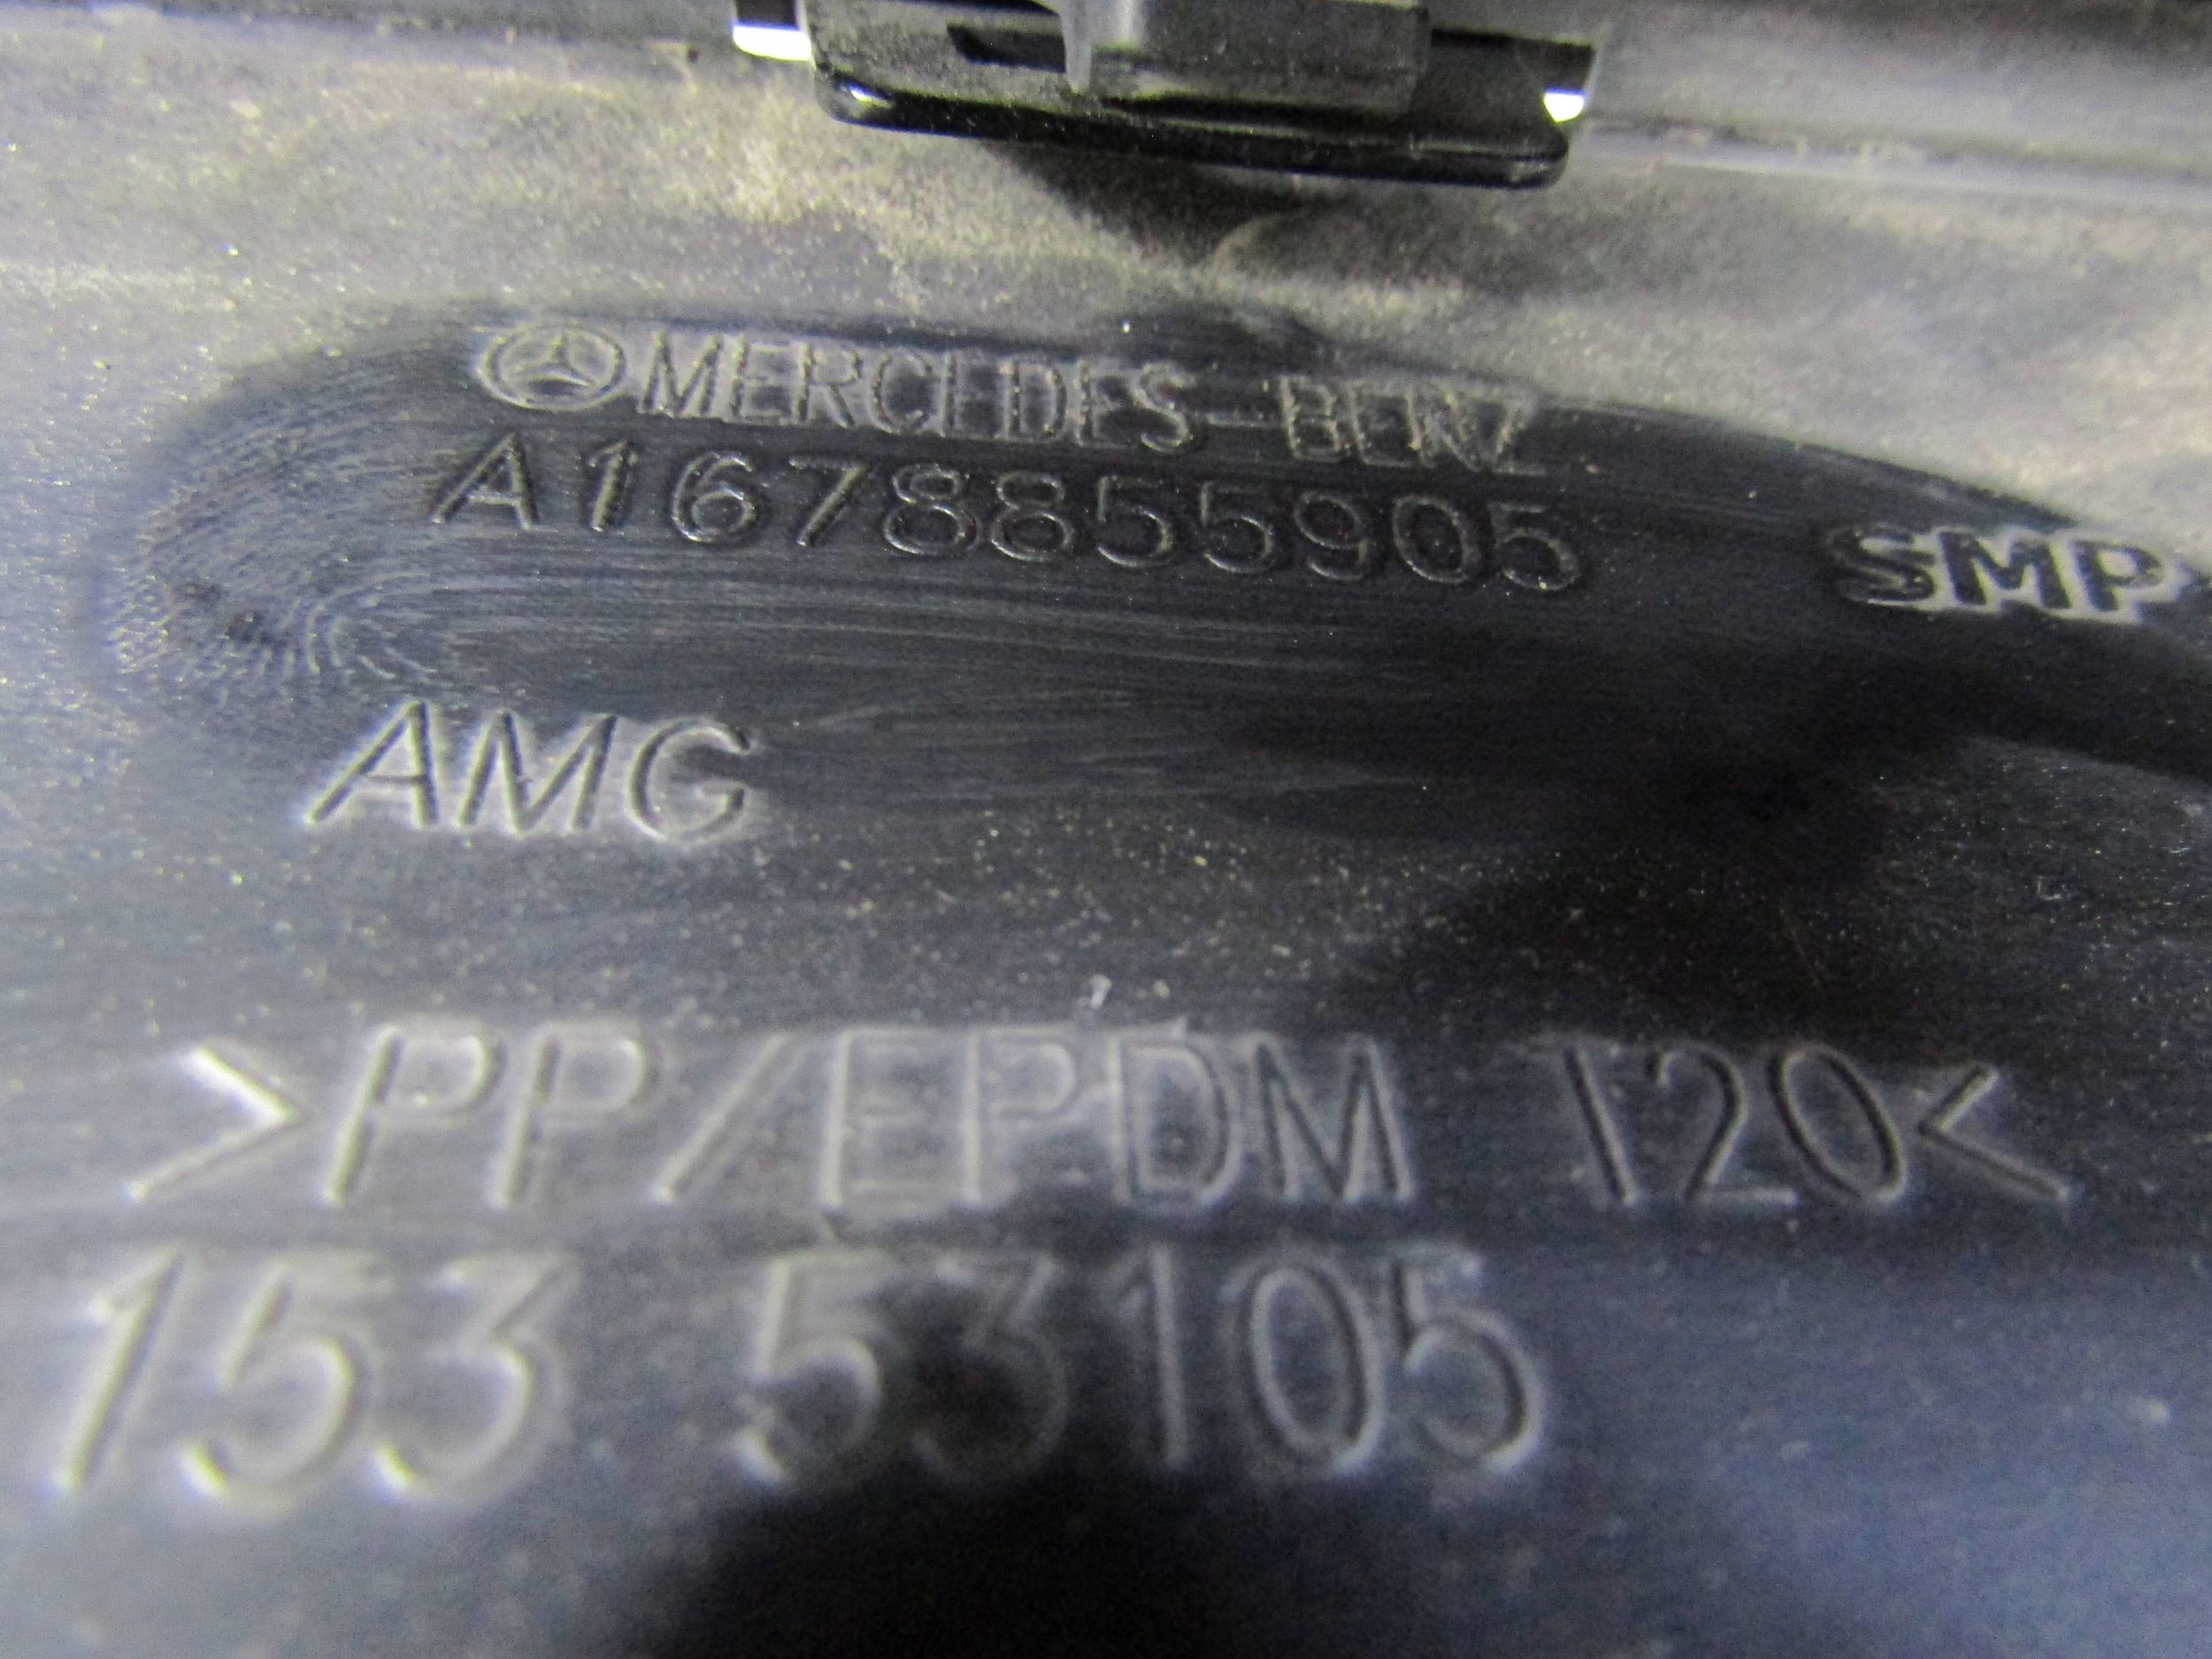 MERCEDES-BENZ
A1678855905
SMP
AMG
>PP/EPDM T20<
153 53105